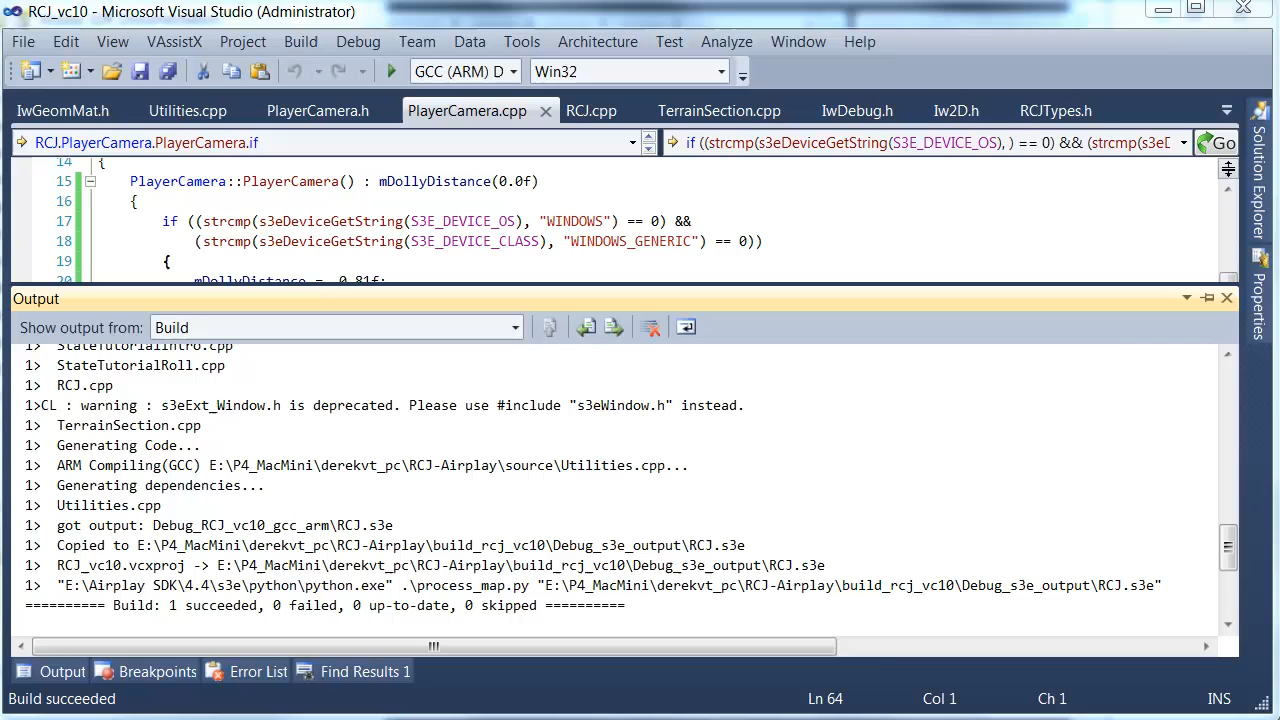 RCJ_vc10 - Microsoft Visual Studio (Administrator)
File Edit View VAssistX Project Build Debug Team Data Tools Architecture Test Analyze Window Help
GCC (ARM) D Win32
IwGeomMat.h Utilities.cpp PlayerCamera.h PlayerCamera.cpp RCJ.cpp TerrainSection.cpp IwDebug.h Iw2D.h RCJTypes.h
RCJ.PlayerCamera.PlayerCamera.if if ((strcmp(s3eDeviceGetString(S3E_DEVICE_OS), ) == 0) && (strcmp(s3eD Go
14 {
15 PlayerCamera::PlayerCamera() : mDollyDistance(0.0f)
16 {
17 if ((strcmp(s3eDeviceGetString(S3E_DEVICE_OS), "WINDOWS") == 0) &&
18 (strcmp(s3eDeviceGetString(S3E_DEVICE_CLASS), "WINDOWS_GENERIC") == 0))
19 {
20 mDollyDistance = 0.81f;
Solution Explorer
Properties
Output
Show output from: Build
1> StateTutorialIntro.cpp
1> StateTutorialRoll.cpp
1> RCJ.cpp
1>CL : warning : s3eExt_Window.h is deprecated. Please use #include "s3eWindow.h" instead.
1> TerrainSection.cpp
1> Generating Code...
1> ARM Compiling(GCC) E:\P4_MacMini\derekvt_pc\RCJ-Airplay\source\Utilities.cpp...
1> Generating dependencies...
1> Utilities.cpp
1> got output: Debug_RCJ_vc10_gcc_arm\RCJ.s3e
1> Copied to E:\P4_MacMini\derekvt_pc\RCJ-Airplay\build_rcj_vc10\Debug_s3e_output\RCJ.s3e
1> RCJ_vc10.vcxproj -> E:\P4_MacMini\derekvt_pc\RCJ-Airplay\build_rcj_vc10\Debug_s3e_output\RCJ.s3e
1> "E:\Airplay SDK\4.4\s3e\python\python.exe" .\process_map.py "E:\P4_MacMini\derekvt_pc\RCJ-Airplay\build_rcj_vc10\Debug_s3e_output\RCJ.s3e"
========== Build: 1 succeeded, 0 failed, 0 up-to-date, 0 skipped ==========
Output Breakpoints Error List Find Results 1
Build succeeded Ln 64 Col 1 Ch 1 INS